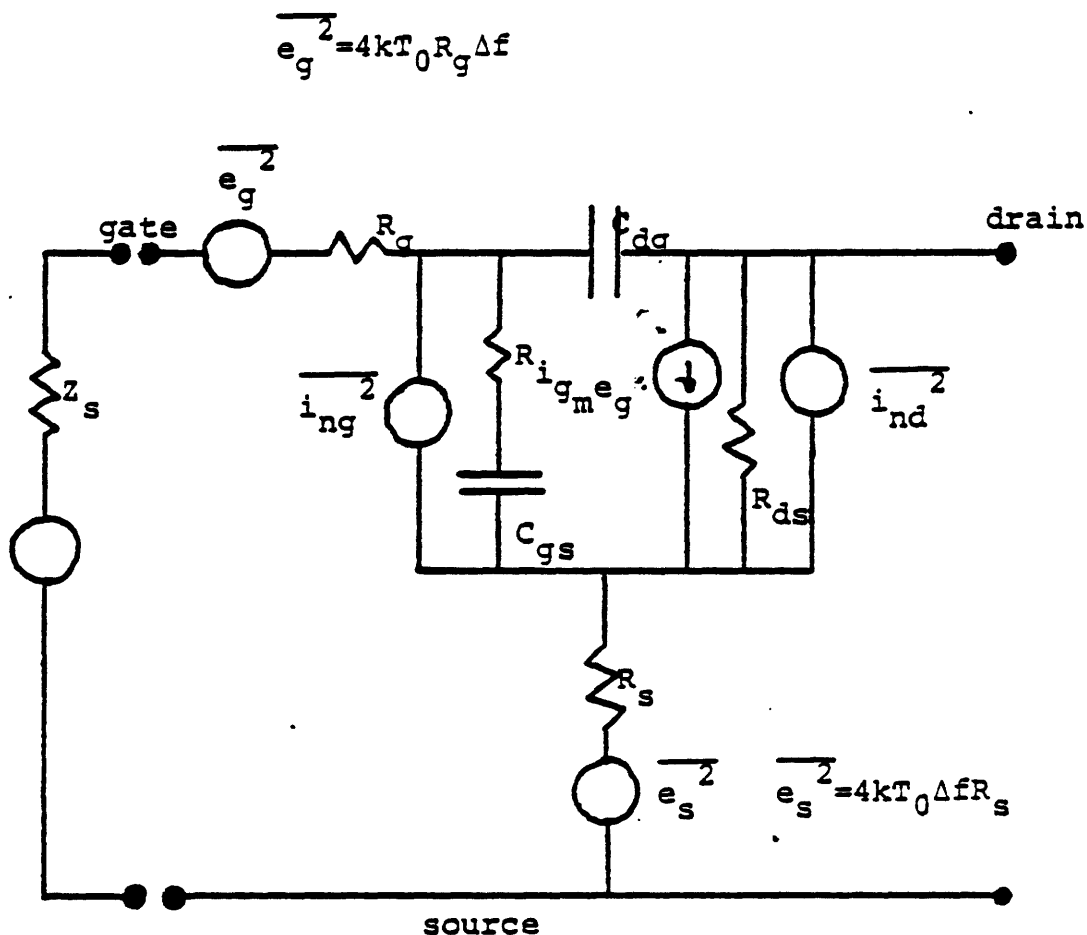 e_g^2=4kT_0R_gΔf
e_g^2
gate
R_g
C_dg
drain
Z_s
i_ng^2
R_i
g_me_g
i_nd^2
R_ds
C_gs
R_s
e_s^2
e_s^2=4kT_0ΔfR_s
source